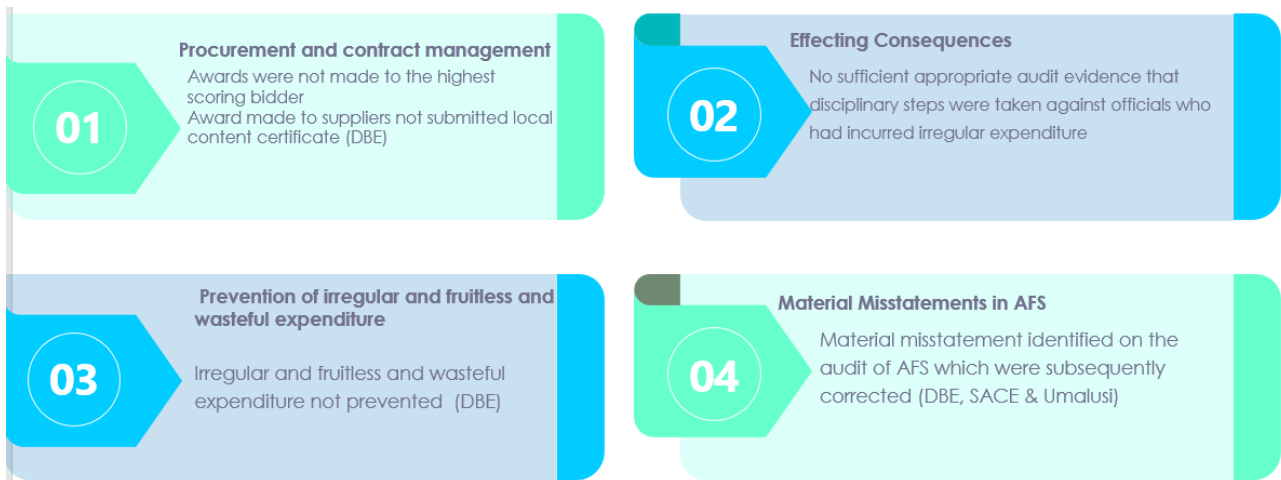 01
Procurement and contract management
Awards were not made to the highest
scoring bidder
Award made to suppliers not submitted local
content certificate (DBE)
02
Effecting Consequences
No sufficient appropriate audit evidence that
disciplinary steps were taken against officials who
had incurred irregular expenditure
03
Prevention of irregular and fruitless and
wasteful expenditure
Irregular and fruitless and wasteful
expenditure not prevented (DBE)
04
Material Misstatements in AFS
Material misstatement identified on the
audit of AFS which were subsequently
corrected (DBE, SACE & Umalusi)